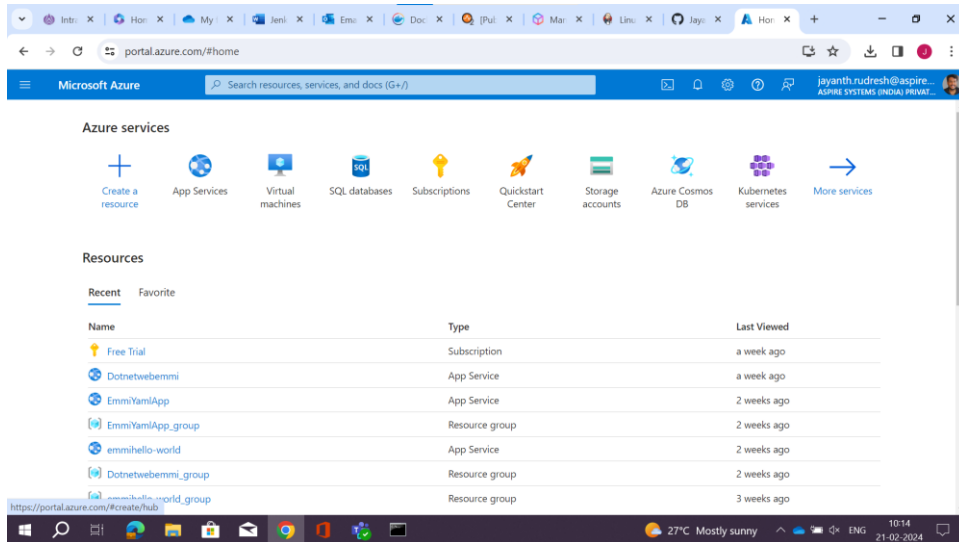 Intr
Hon
My
Jenl
Ema
Doc
[Pul
Mar
Linu
Jaya
Hor
portal.azure.com/#home
J
Microsoft Azure
Search resources, services, and docs (G+/)
jayanth.rudresh@aspire...
ASPIRE SYSTEMS (INDIA) PRIVAT...
Azure services
Create a resource
App Services
Virtual machines
SQL
SQL databases
Subscriptions
Quickstart Center
Storage accounts
Azure Cosmos DB
Kubernetes services
More services
Resources
Recent Favorite
Name Type Last Viewed
Free Trial Subscription a week ago
Dotnetwebemmi App Service a week ago
EmmiYamlApp App Service 2 weeks ago
EmmiYamlApp_group Resource group 2 weeks ago
emmihello-world App Service 2 weeks ago
Dotnetwebemmi_group Resource group 2 weeks ago
emmihello-world_group Resource group 3 weeks ago
https://portal.azure.com/#create/hub
27°C Mostly sunny
ENG
10:14
21-02-2024